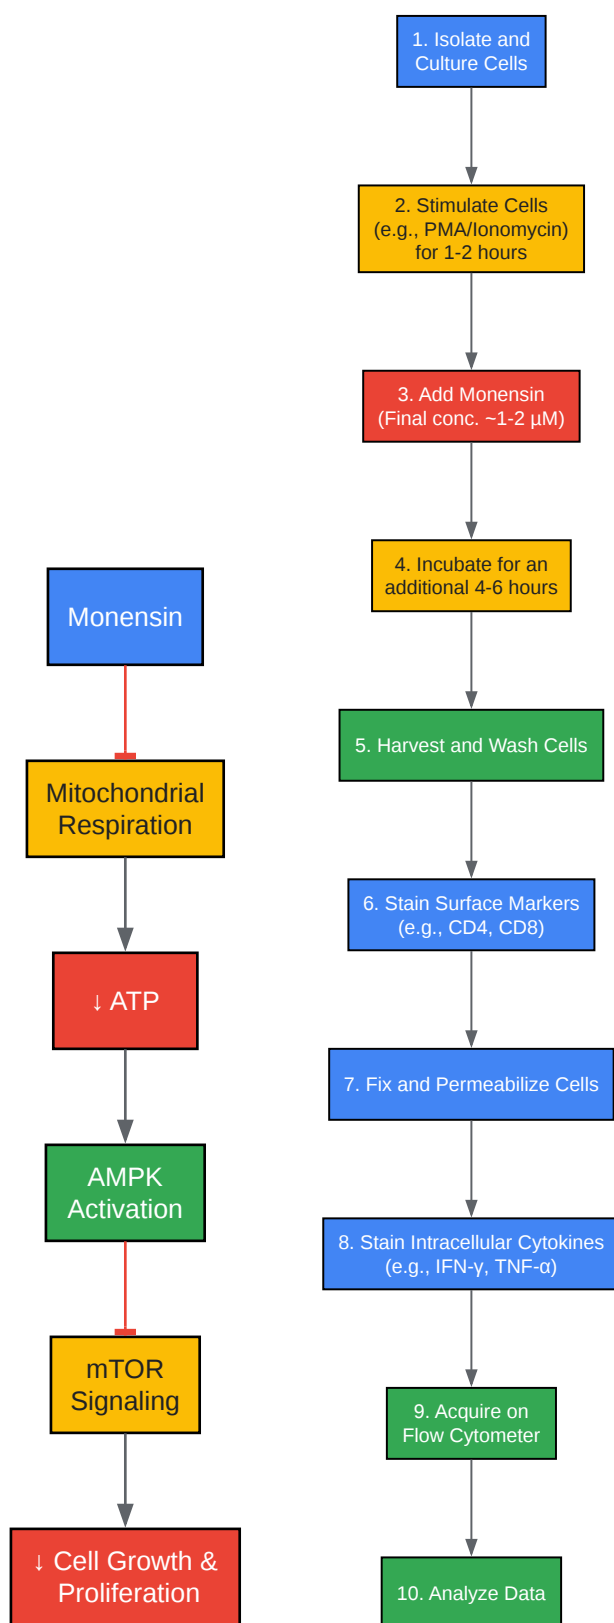 Monensin
Mitochondrial
Respiration
↓ ATP
AMPK
Activation
mTOR
Signaling
↓ Cell Growth &
Proliferation
1. Isolate and
Culture Cells
2. Stimulate Cells
(e.g., PMA/Ionomycin)
for 1-2 hours
3. Add Monensin
(Final conc. ~1-2 µM)
4. Incubate for an
additional 4-6 hours
5. Harvest and Wash Cells
6. Stain Surface Markers
(e.g., CD4, CD8)
7. Fix and Permeabilize Cells
8. Stain Intracellular Cytokines
(e.g., IFN-γ, TNF-α)
9. Acquire on
Flow Cytometer
10. Analyze Data